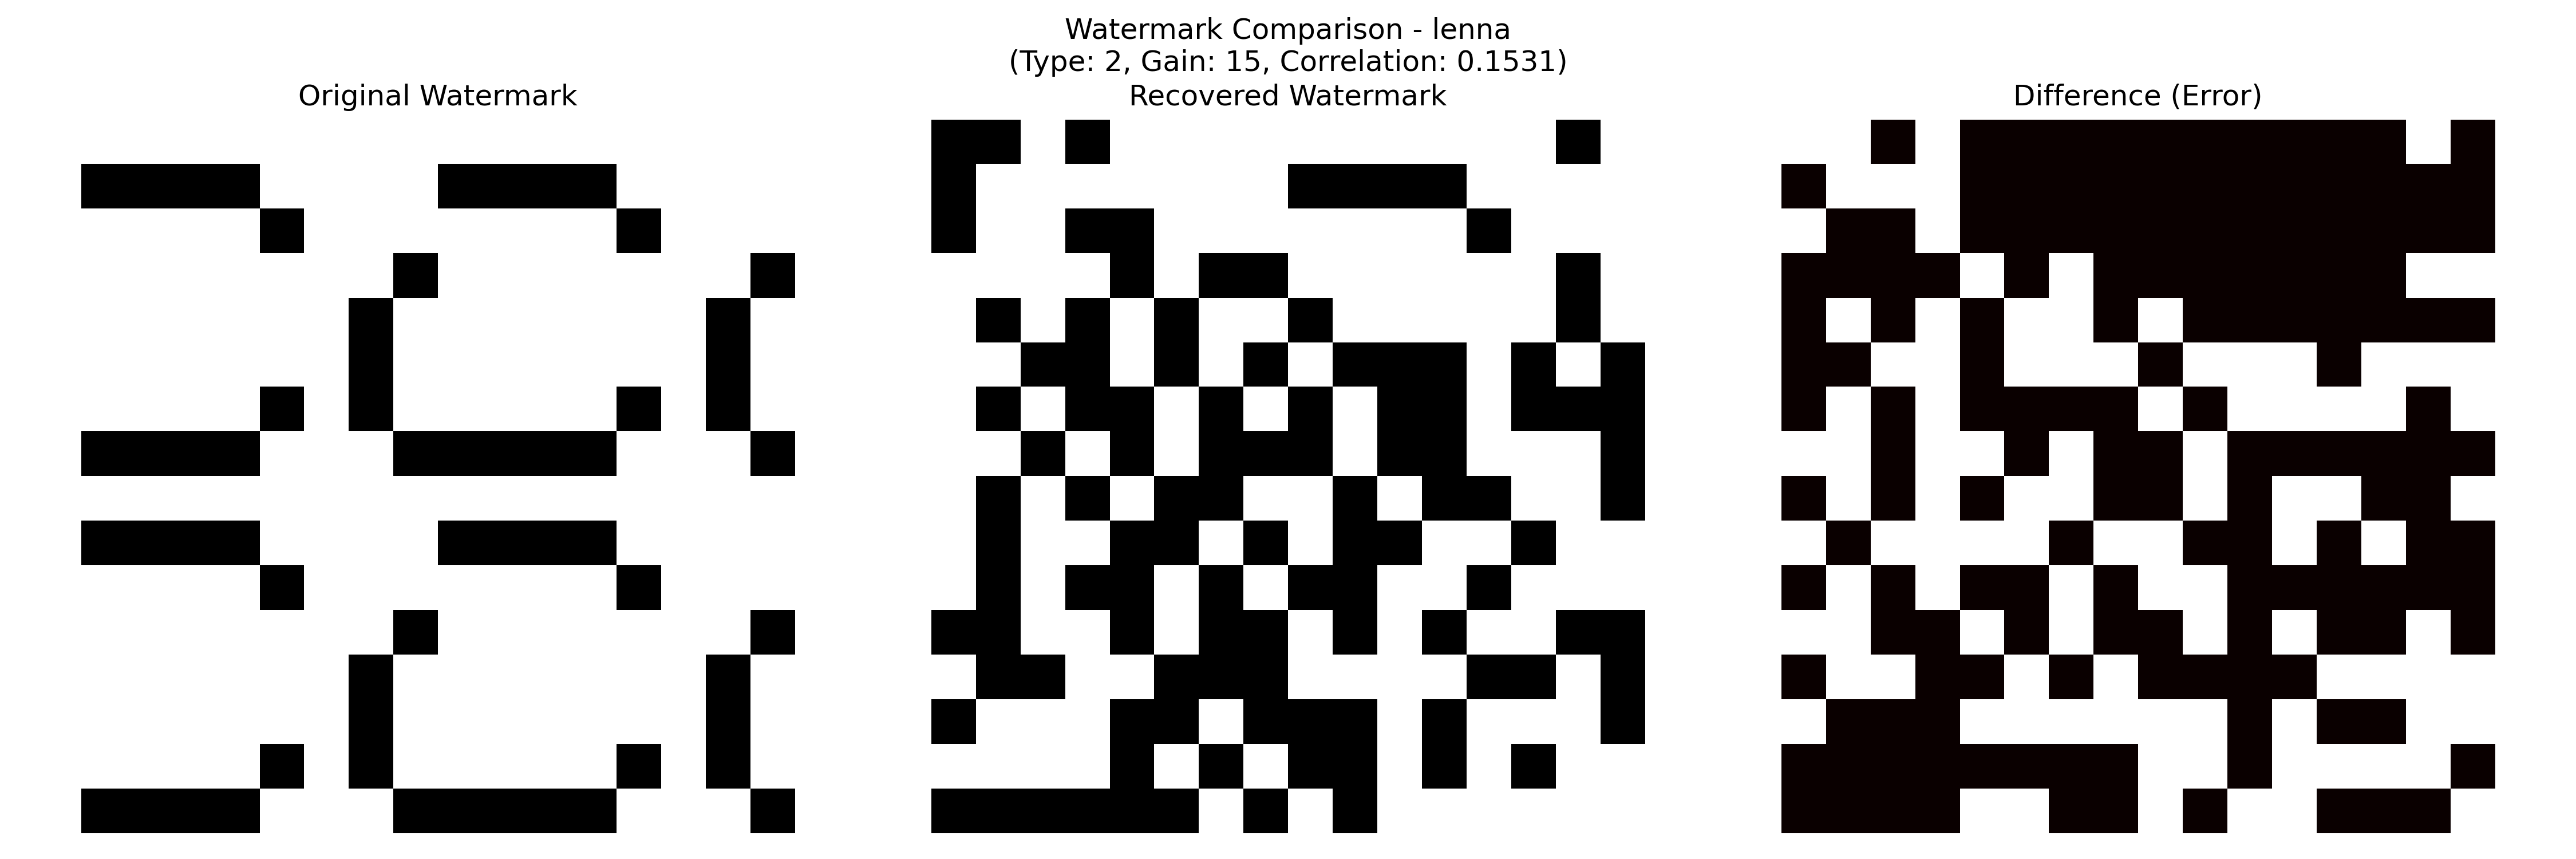 Watermark Comparison - lenna
(Type: 2, Gain: 15, Correlation: 0.1531)
Original Watermark
Recovered Watermark
Difference (Error)